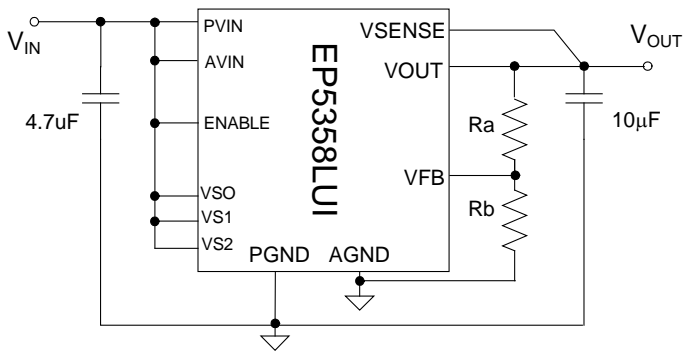 VIN
4.7uF
PVIN
AVIN
ENABLE
VSO
VS1
VS2
PGND
AGND
EP5358LUI
VSENSE
VOUT
VFB
Ra
Rb
VOUT
10µF